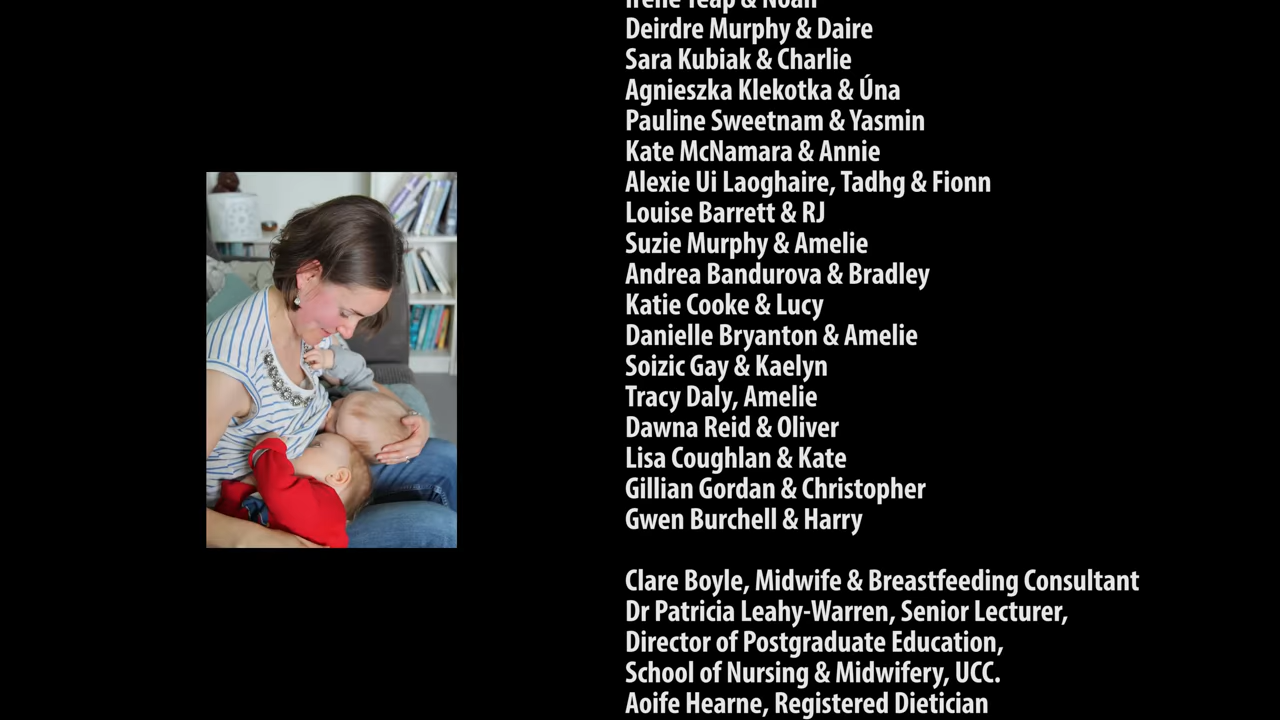 Irene Teap & Noah
Deirdre Murphy & Daire
Sara Kubiak & Charlie
Agnieszka Klekotka & Úna
Pauline Sweetnam & Yasmin
Kate McNamara & Annie
Alexie Ui Laoghaire, Tadhg & Fionn
Louise Barrett & RJ
Suzie Murphy & Amelie
Andrea Bandurova & Bradley
Katie Cooke & Lucy
Danielle Bryanton & Amelie
Soizic Gay & Kaelyn
Tracy Daly, Amelie
Dawna Reid & Oliver
Lisa Coughlan & Kate
Gillian Gordan & Christopher
Gwen Burchell & Harry
Clare Boyle, Midwife & Breastfeeding Consultant
Dr Patricia Leahy-Warren, Senior Lecturer,
Director of Postgraduate Education,
School of Nursing & Midwifery, UCC.
Aoife Hearne, Registered Dietician